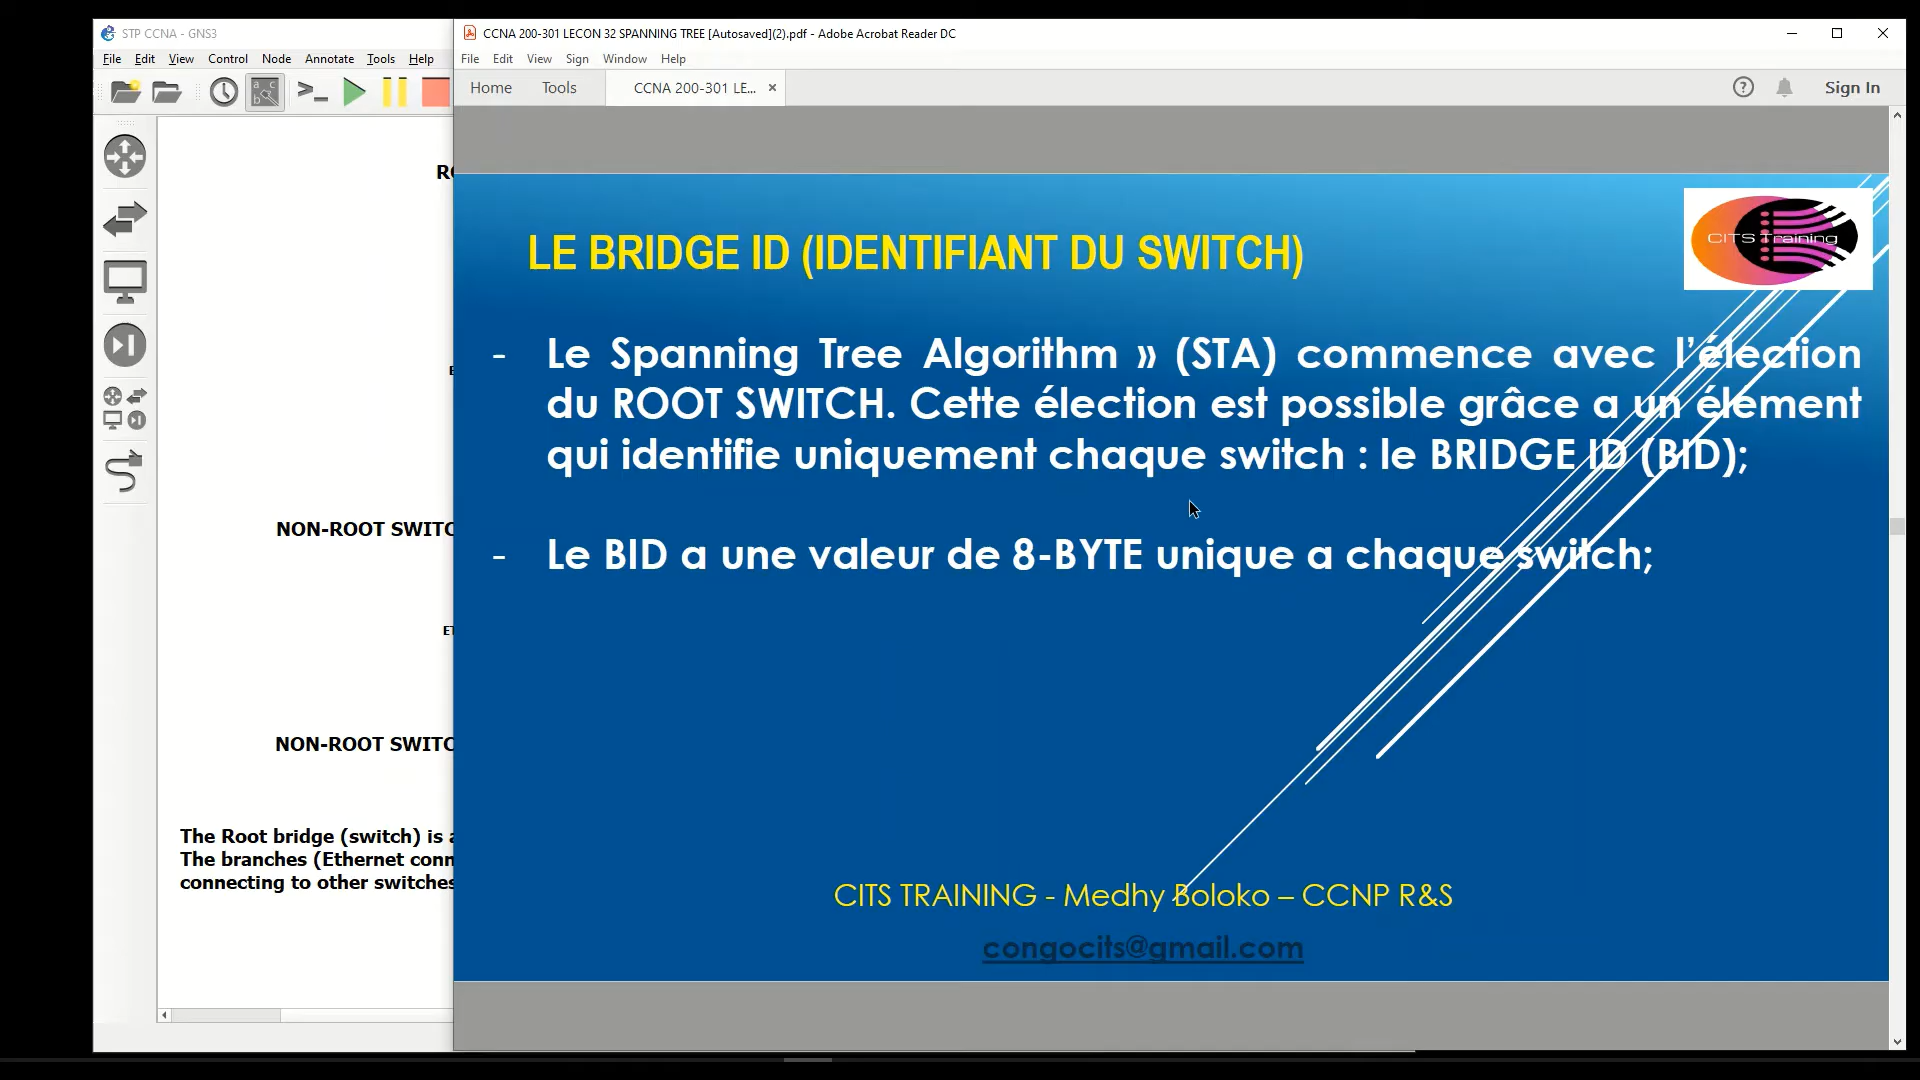 STP CCNA - GNS3
File Edit View Control Node Annotate Tools Help
NON-ROOT SWITC
NON-ROOT SWITC
The Root bridge (switch) is
The branches (Ethernet conn
connecting to other switches
CCNA 200-301 LECON 32 SPANNING TREE [Autosaved](2).pdf - Adobe Acrobat Reader DC
File Edit View Sign Window Help
Home Tools CCNA 200-301 LE... Sign In
LE BRIDGE ID (IDENTIFIANT DU SWITCH)
CITS Training
- Le Spanning Tree Algorithm » (STA) commence avec l’élection
du ROOT SWITCH. Cette élection est possible grâce a un élément
qui identifie uniquement chaque switch : le BRIDGE ID (BID);
- Le BID a une valeur de 8-BYTE unique a chaque switch;
CITS TRAINING - Medhy Boloko – CCNP R&S
congocits@gmail.com